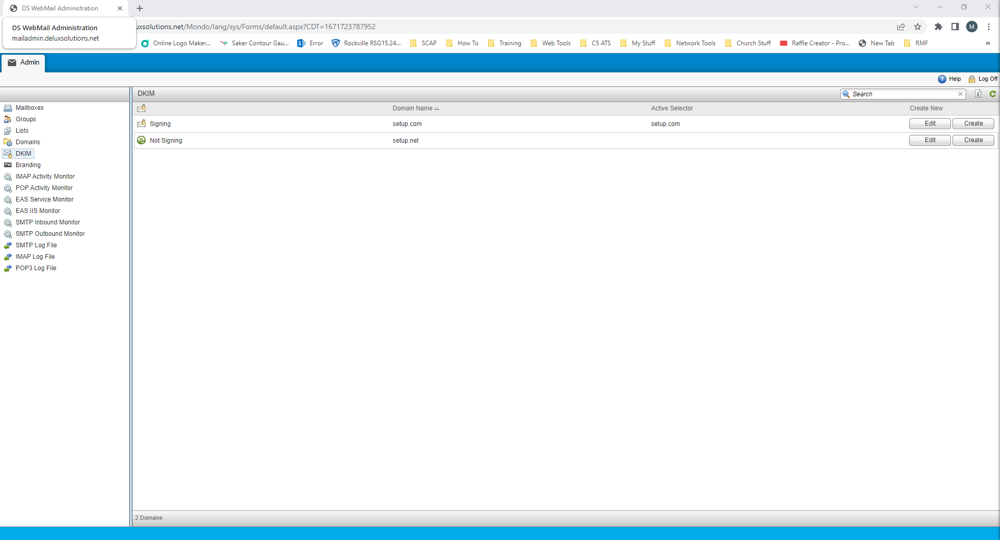 DS WebMail Administration
DS WebMail Administration
mailadmin.deluxsolutions.net
uxsolutions.net/Mondo/lang/sys/Forms/default.aspx?CDT=1671723787952
M
Online Logo Maker...
Saker Contour Gau...
Error
Rockville RSG15.24...
SCAP
How To
Training
Web Tools
C5 ATS
My Stuff
Network Tools
Church Stuff
Raffle Creator - Pro...
New Tab
RMF
»
Admin
Help
Log Off
DKIM
Search
Mailboxes
Groups
Lists
Domains
DKIM
Branding
IMAP Activity Monitor
POP Activity Monitor
EAS Service Monitor
EAS IIS Monitor
SMTP Inbound Monitor
SMTP Outbound Monitor
SMTP Log File
IMAP Log File
POP3 Log File
Domain Name Active Selector Create New
Signing setup.com setup.com Edit Create
Not Signing setup.net Edit Create
2 Domains